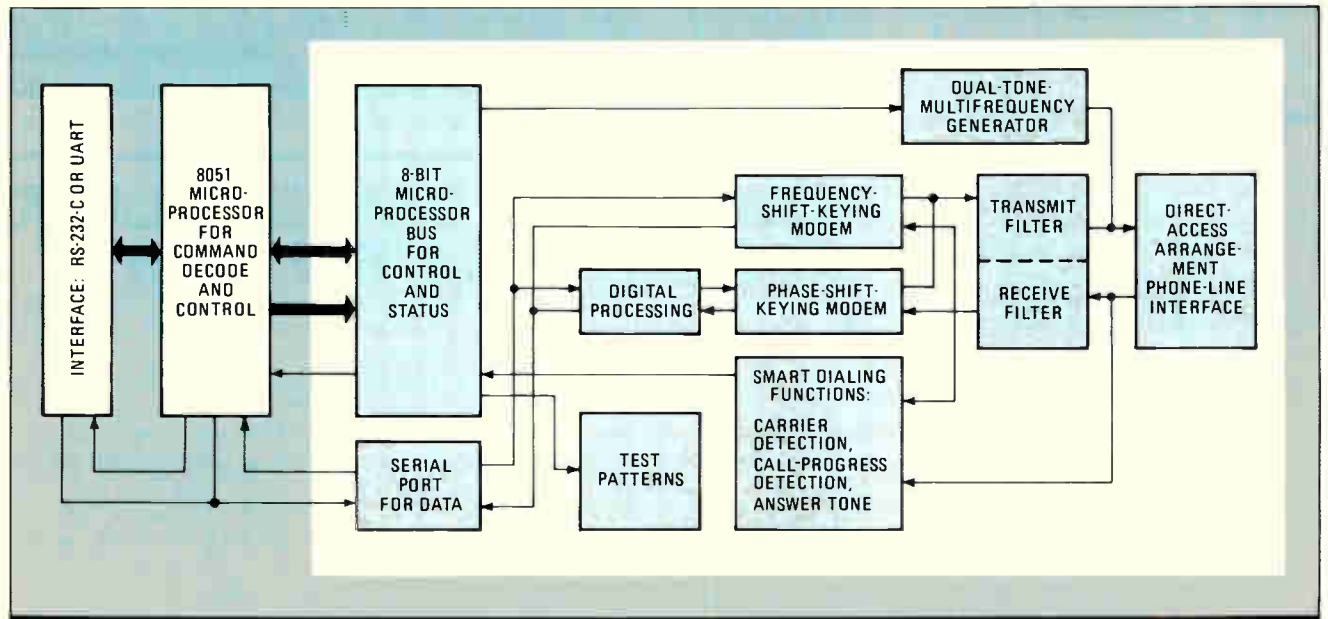 INTERFACE: RS-232-C OR UART
8051
MICRO-
PROCESSOR
FOR
COMMAND
DECODE
AND
CONTROL
8-BIT
MICRO-
PROCESSOR
BUS
FOR
CONTROL
AND
STATUS
SERIAL
PORT
FOR DATA
DIGITAL
PROCESSING
TEST
PATTERNS
DUAL-TONE-
MULTIFREQUENCY
GENERATOR
FREQUENCY-
SHIFT-KEYING
MODEM
PHASE-SHIFT-
KEYING MODEM
SMART DIALING
FUNCTIONS:
CARRIER
DETECTION,
CALL-PROGRESS
DETECTION,
ANSWER TONE
TRANSMIT
FILTER
RECEIVE
FILTER
DIRECT-
ACCESS
ARRANGE-
MENT
PHONE-LINE
INTERFACE